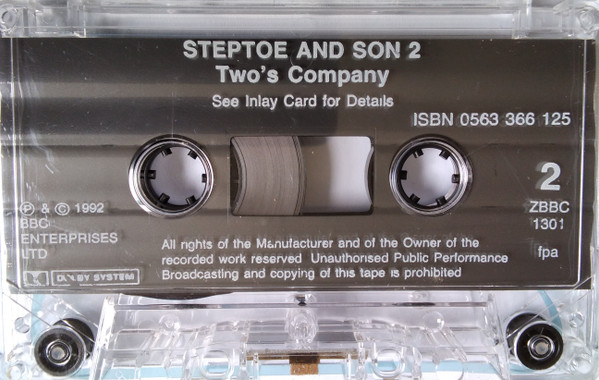 STEPTOE AND SON 2
Two's Company
See Inlay Card for Details
ISBN 0563 366 125
2
ZBBC
1301
℗ & © 1992
BBC
ENTERPRISES
LTD
All rights of the Manufacturer and of the Owner of the
recorded work reserved Unauthorised Public Performance
Broadcasting and copying of this tape is prohibited
fpa
DOLBY SYSTEM